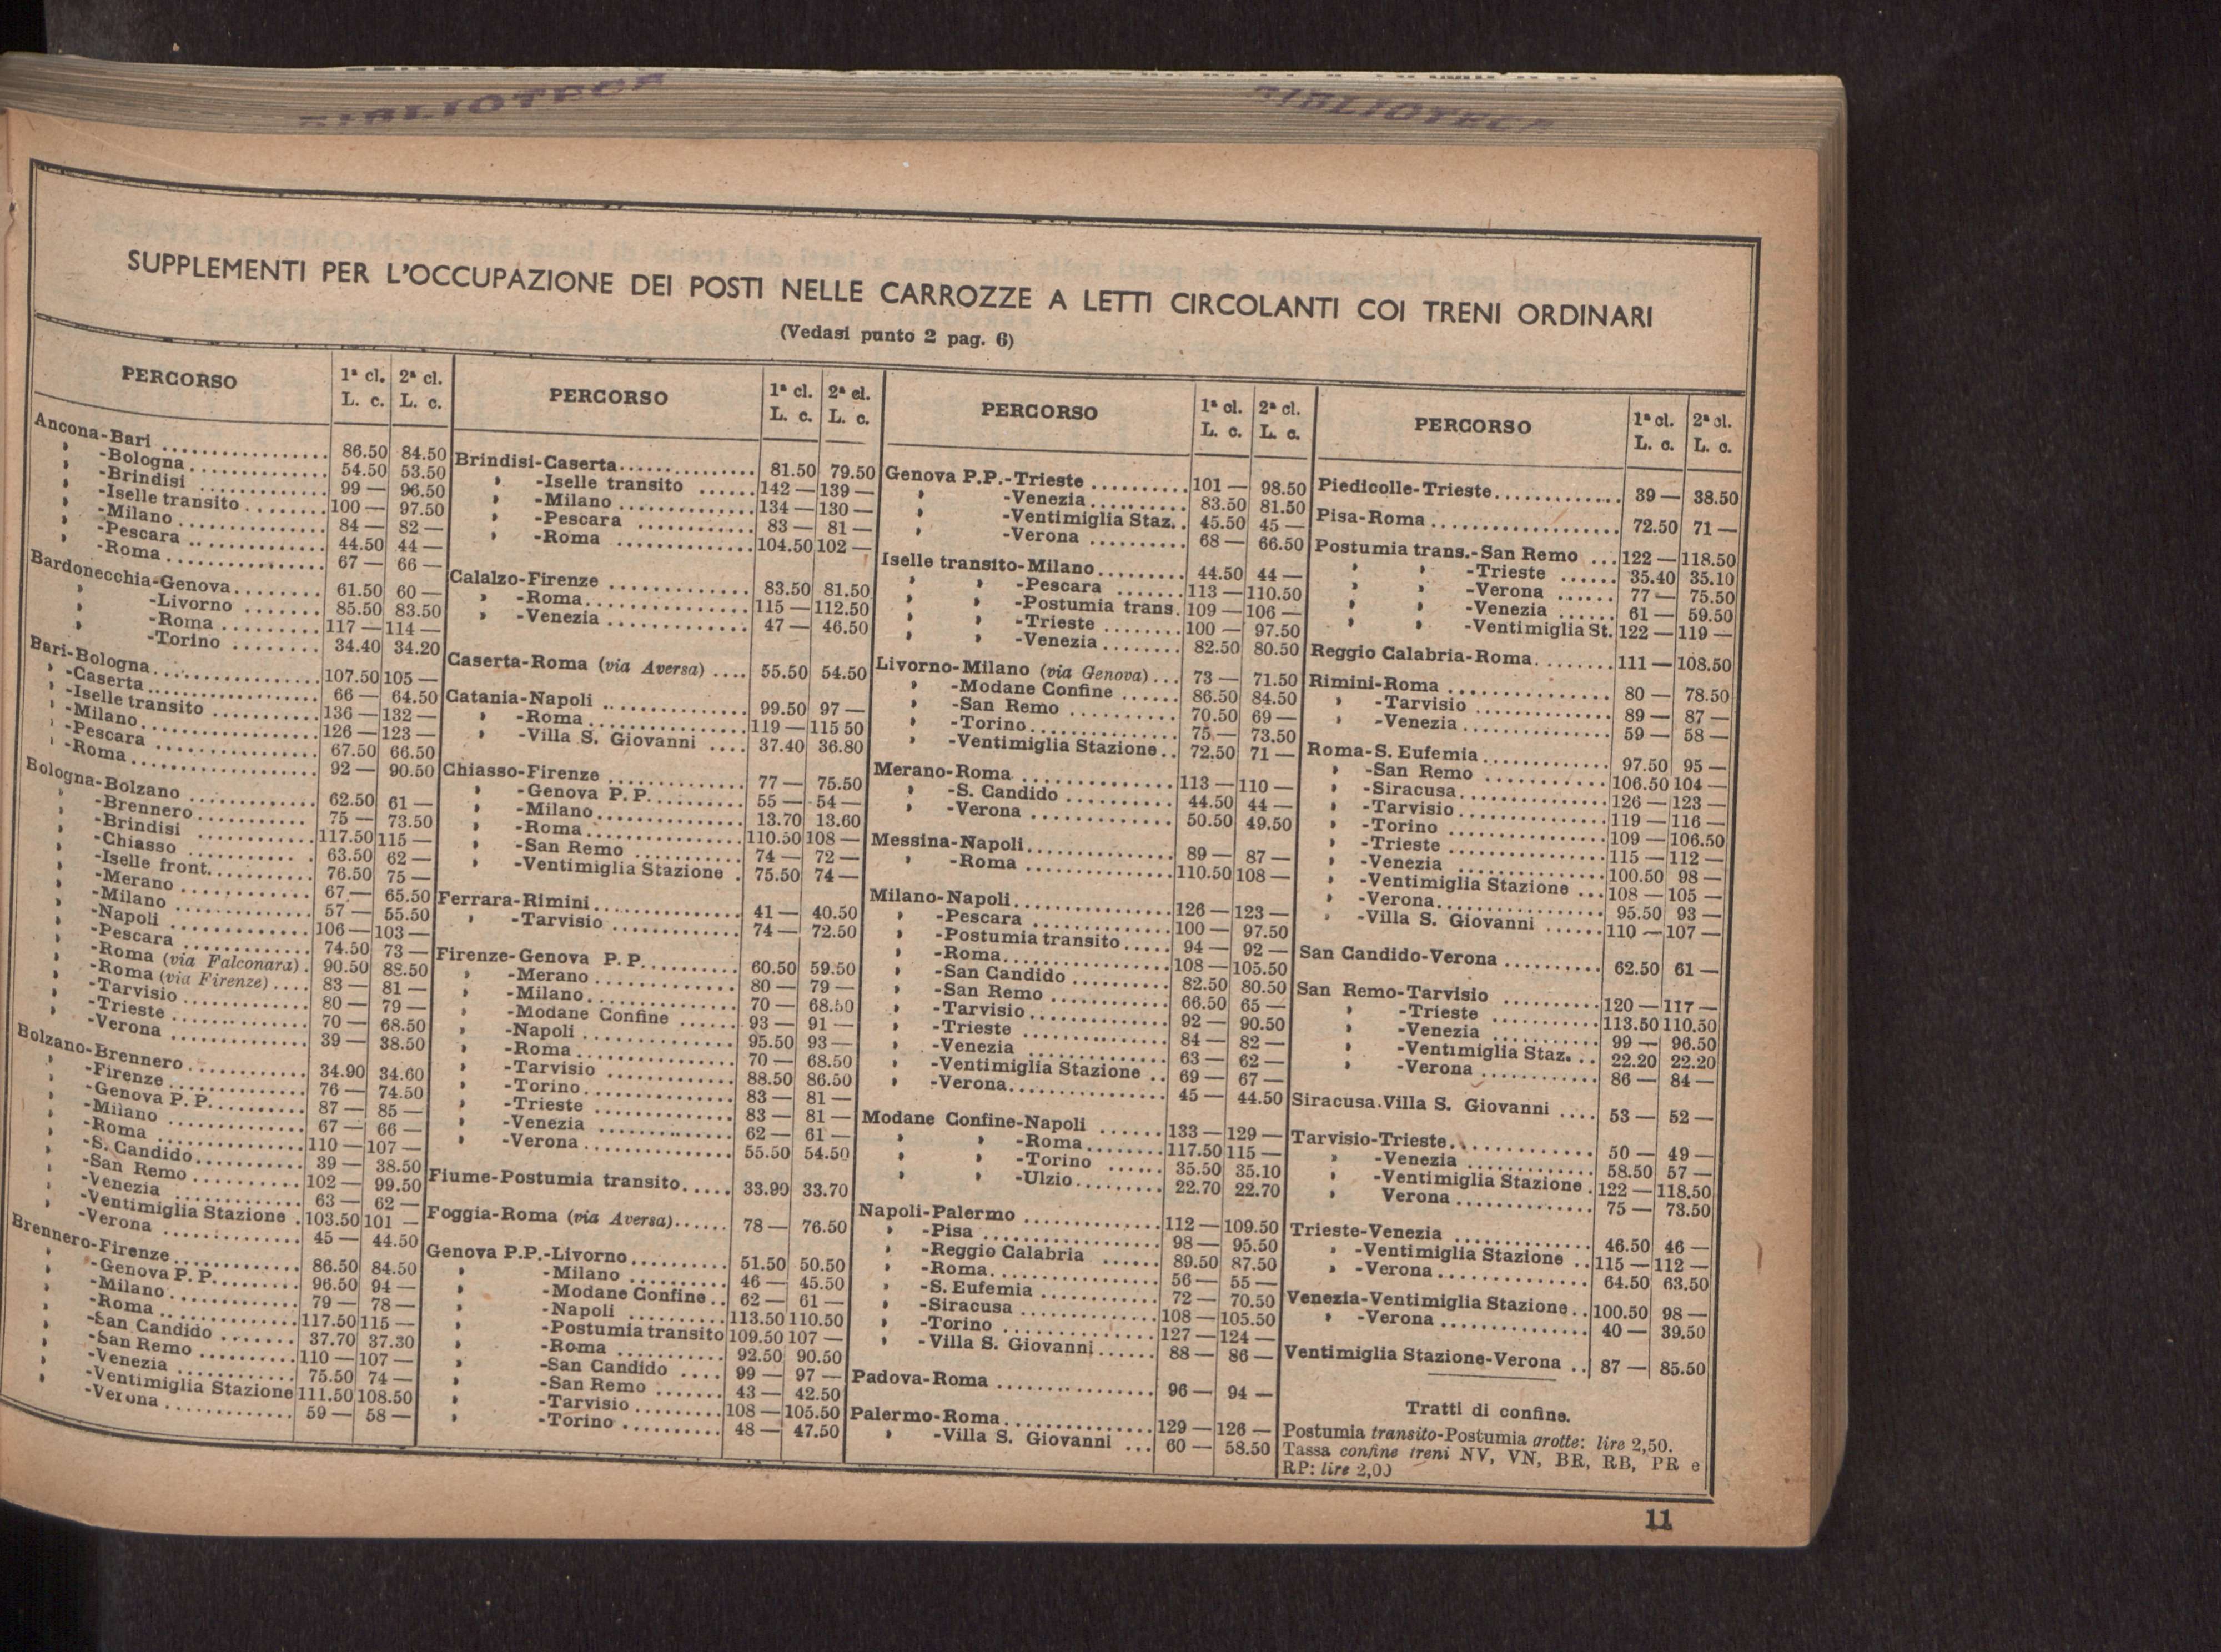 BIBLIOTECA
BIBLIOTECA
SUPPLEMENTI PER L'OCCUPAZIONE DEI POSTI NELLE CARROZZE A LETTI CIRCOLANTI COI TRENI ORDINARI
(Vedasi punto 2 pag. 6)
PERCORSO 1ª cl. L. c. 2ª cl. L. c.
Ancona-Bari ................ 86.50 84.50
» -Bologna ............. 54.50 53.50
» -Brindisi ............ 99 — 96.50
» -Iselle transito ........ 100 — 97.50
» -Milano .............. 84 — 82 —
» -Pescara .............. 44.50 44 —
» -Roma ................ 67 — 66 —
Bardonecchia-Genova ........ 61.50 60 —
» -Livorno ....... 85.50 83.50
» -Roma ......... 117 — 114 —
» -Torino ........ 34.40 34.20
Bari-Bologna ................ 107.50 105 —
» -Caserta ................. 66 — 64.50
» -Iselle transito ........... 136 — 132 —
» -Milano ................. 126 — 123 —
» -Pescara ................ 67.50 66.50
» -Roma ................. 92 — 90.50
Bologna-Bolzano ............ 62.50 61 —
» -Brennero ........... 75 — 73.50
» -Brindisi ........... 117.50 115 —
» -Chiasso ............ 63.50 62 —
» -Iselle front. .......... 76.50 75 —
» -Merano ............ 67 — 65.50
» -Milano ............. 57 — 55.50
» -Napoli ............. 106 — 103 —
» -Pescara ............ 74.50 73 —
» -Roma (via Falconara) . 90.50 88.50
» -Roma (via Firenze) .... 83 — 81 —
» -Tarvisio ............ 80 — 79 —
» -Trieste ............. 70 — 68.50
» -Verona ............. 39 — 38.50
Bolzano-Brennero ........... 34.90 34.60
» -Firenze ............ 76 — 74.50
» -Genova P. P. ......... 87 — 85 —
» -Milano ............ 67 — 66 —
» -Roma ............. 110 — 107 —
» -S. Candido ........... 39 — 38.50
» -San Remo .......... 102 — 99.50
» -Venezia ............ 63 — 62 —
» -Ventimiglia Stazione . 103.50 101 —
» -Verona ............. 45 — 44.50
Brennero-Firenze ............ 86.50 84.50
» -Genova P. P. ........ 96.50 94 —
» -Milano ............. 79 — 78 —
» -Roma .............. 117.50 115 —
» -San Candido ....... 37.70 37.30
» -San Remo .......... 110 — 107 —
» -Venezia ............ 75.50 74 —
» -Ventimiglia Stazione 111.50 108.50
» -Verona ............. 59 — 58 —
PERCORSO 1ª cl. L. c. 2ª cl. L. c.
Brindisi-Caserta ............... 81.50 79.50
» -Iselle transito ...... 142 — 139 —
» -Milano .............. 134 — 130 —
» -Pescara ............ 83 — 81 —
» -Roma .............. 104.50 102 —
Calalzo-Firenze .............. 83.50 81.50
» -Roma ................ 115 — 112.50
» -Venezia .............. 47 — 46.50
Caserta-Roma (via Aversa) .... 55.50 54.50
Catania-Napoli .............. 99.50 97 —
» -Roma ................ 119 — 115 50
» -Villa S. Giovanni .... 37.40 36.80
Chiasso-Firenze .............. 77 — 75.50
» -Genova P. P. .......... 55 — 54 —
» -Milano ............... 13.70 13.60
» -Roma ................ 110.50 108 —
» -San Remo ........... 74 — 72 —
» -Ventimiglia Stazione . 75.50 74 —
Ferrara-Rimini ............... 41 — 40.50
» -Tarvisio ............. 74 — 72.50
Firenze-Genova P. P. .......... 60.50 59.50
» -Merano .............. 80 — 79 —
» -Milano ............... 70 — 68.50
» -Modane Confine ...... 93 — 91 —
» -Napoli ............... 95.50 93 —
» -Roma ................ 70 — 68.50
» -Tarvisio ............. 88.50 86.50
» -Torino ............... 83 — 81 —
» -Trieste .............. 83 — 81 —
» -Venezia .............. 62 — 61 —
» -Verona ............... 55.50 54.50
Fiume-Postumia transito ..... 33.90 33.70
Foggia-Roma (via Aversa) ...... 78 — 76.50
Genova P.P.-Livorno .......... 51.50 50.50
» -Milano .......... 46 — 45.50
» -Modane Confine .. 62 — 61 —
» -Napoli ........... 113.50 110.50
» -Postumia transito 109.50 107 —
» -Roma ........... 92.50 90.50
» -San Candido .... 99 — 97 —
» -San Remo ....... 43 — 42.50
» -Tarvisio ......... 108 — 105.50
» -Torino .......... 48 — 47.50
PERCORSO 1ª cl. L. c. 2ª cl. L. c.
Genova P.P.-Trieste .......... 101 — 98.50
» -Venezia .......... 83.50 81.50
» -Ventimiglia Staz. . 45.50 45 —
» -Verona .......... 68 — 66.50
Iselle transito-Milano ......... 44.50 44 —
» » -Pescara ....... 113 — 110.50
» » -Postumia trans. 109 — 106 —
» » -Trieste ........ 100 — 97.50
» » -Venezia ........ 82.50 80.50
Livorno-Milano (via Genova) ... 73 — 71.50
» -Modane Confine ...... 86.50 84.50
» -San Remo .......... 70.50 69 —
» -Torino ............... 75 — 73.50
» -Ventimiglia Stazione .. 72.50 71 —
Merano-Roma ............... 113 — 110 —
» -S. Candido .......... 44.50 44 —
» -Verona ............. 50.50 49.50
Messina-Napoli ............... 89 — 87 —
» -Roma ............... 110.50 108 —
Milano-Napoli ................ 126 — 123 —
» -Pescara .............. 100 — 97.50
» -Postumia transito ..... 94 — 92 —
» -Roma ................. 108 — 105.50
» -San Candido .......... 82.50 80.50
» -San Remo ............ 66.50 65 —
» -Tarvisio .............. 92 — 90.50
» -Trieste ............... 84 — 82 —
» -Venezia .............. 63 — 62 —
» -Ventimiglia Stazione .. 69 — 67 —
» -Verona ............... 45 — 44.50
Modane Confine-Napoli ...... 133 — 129 —
» » -Roma ........ 117.50 115 —
» » -Torino ...... 35.50 35.10
» » -Ulzio ......... 22.70 22.70
Napoli-Palermo .............. 112 — 109.50
» -Pisa ................. 98 — 95.50
» -Reggio Calabria ...... 89.50 87.50
» -Roma ................. 56 — 55 —
» -S. Eufemia ............ 72 — 70.50
» -Siracusa .............. 108 — 105.50
» -Torino ............... 127 — 124 —
» -Villa S. Giovanni ...... 88 — 86 —
Padova-Roma ................ 96 — 94 —
Palermo-Roma ............... 129 — 126 —
» -Villa S. Giovanni ... 60 — 58.50
PERCORSO 1ª cl. L. c. 2ª cl. L. c.
Piedicolle-Trieste ............. 39 — 38.50
Pisa-Roma ................... 72.50 71 —
Postumia trans.-San Remo ... 122 — 118.50
» » -Trieste ...... 35.40 35.10
» » -Verona ...... 77 — 75.50
» » -Venezia ...... 61 — 59.50
» » -Ventimiglia St. 122 — 119 —
Reggio Calabria-Roma ........ 111 — 108.50
Rimini-Roma ................ 80 — 78.50
» -Tarvisio .............. 89 — 87 —
» -Venezia ............... 59 — 58 —
Roma-S. Eufemia ............. 97.50 95 —
» -San Remo ............ 106.50 104 —
» -Siracusa ............... 126 — 123 —
» -Tarvisio ............... 119 — 116 —
» -Torino ................ 109 — 106.50
» -Trieste ................ 115 — 112 —
» -Venezia ............... 100.50 98 —
» -Ventimiglia Stazione ... 108 — 105 —
» -Verona ................ 95.50 93 —
» -Villa S. Giovanni ...... 110 — 107 —
San Candido-Verona .......... 62.50 61 —
San Remo-Tarvisio .......... 120 — 117 —
» -Trieste ........... 113.50 110.50
» -Venezia ........... 99 — 96.50
» -Ventimiglia Staz. . . 22.20 22.20
» -Verona ............ 86 — 84 —
Siracusa-Villa S. Giovanni .... 53 — 52 —
Tarvisio-Trieste .............. 50 — 49 —
» -Venezia ............. 58.50 57 —
» -Ventimiglia Stazione . 122 — 118.50
» Verona .............. 75 — 73.50
Trieste-Venezia .............. 46.50 46 —
» -Ventimiglia Stazione .. 115 — 112 —
» -Verona ............... 64.50 63.50
Venezia-Ventimiglia Stazione .. 100.50 98 —
» -Verona ............... 40 — 39.50
Ventimiglia Stazione-Verona .. 87 — 85.50
Tratti di confine.
Postumia transito-Postumia grotte: lire 2,50.
Tassa confine treni NV, VN, BR, RB, PR e
RP: lire 2,00
11